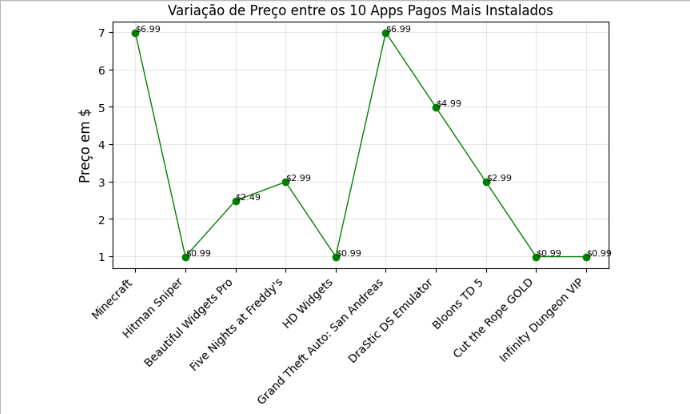 Variação de Preço entre os 10 Apps Pagos Mais Instalados
Preço em $
7
6
5
4
3
2
1
$6.99
$0.99
$2.49
$2.99
$0.99
$6.99
$4.99
$2.99
$0.99
$0.99
Minecraft
Hitman Sniper
Beautiful Widgets Pro
Five Nights at Freddy's
HD Widgets
Grand Theft Auto: San Andreas
DraStic DS Emulator
Bloons TD 5
Cut the Rope GOLD
Infinity Dungeon VIP